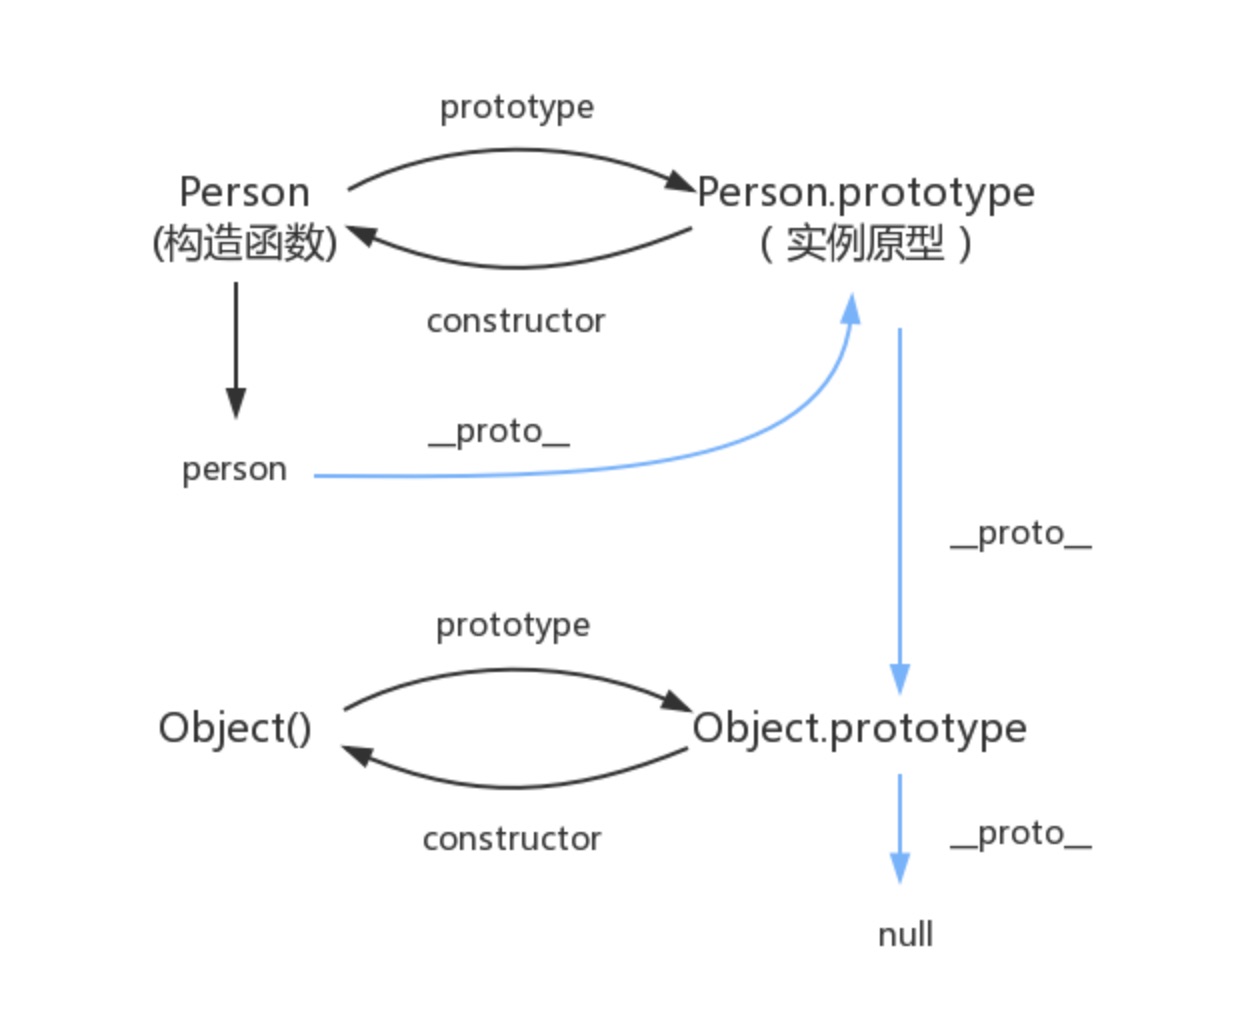 prototype
Person
Person.prototype
(构造函数)
（实例原型）
constructor
__proto__
person
__proto__
prototype
Object()
Object.prototype
constructor
__proto__
null